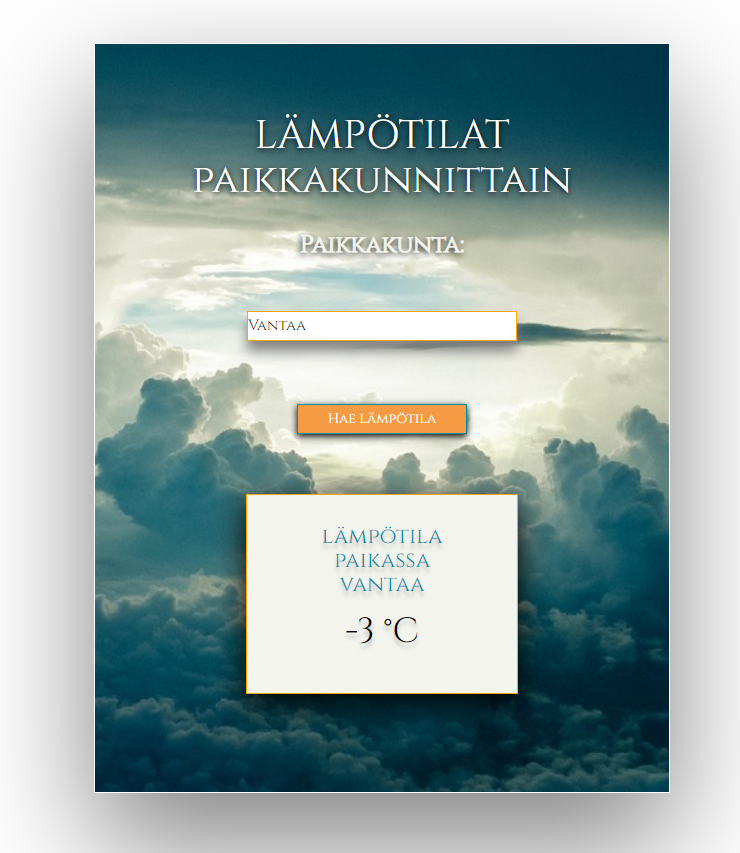 LÄMPÖTILAT
PAIKKAKUNNITTAIN
Paikkakunta:
Vantaa
Hae lämpötila
LÄMPÖTILA
PAIKASSA
VANTAA
-3 °C